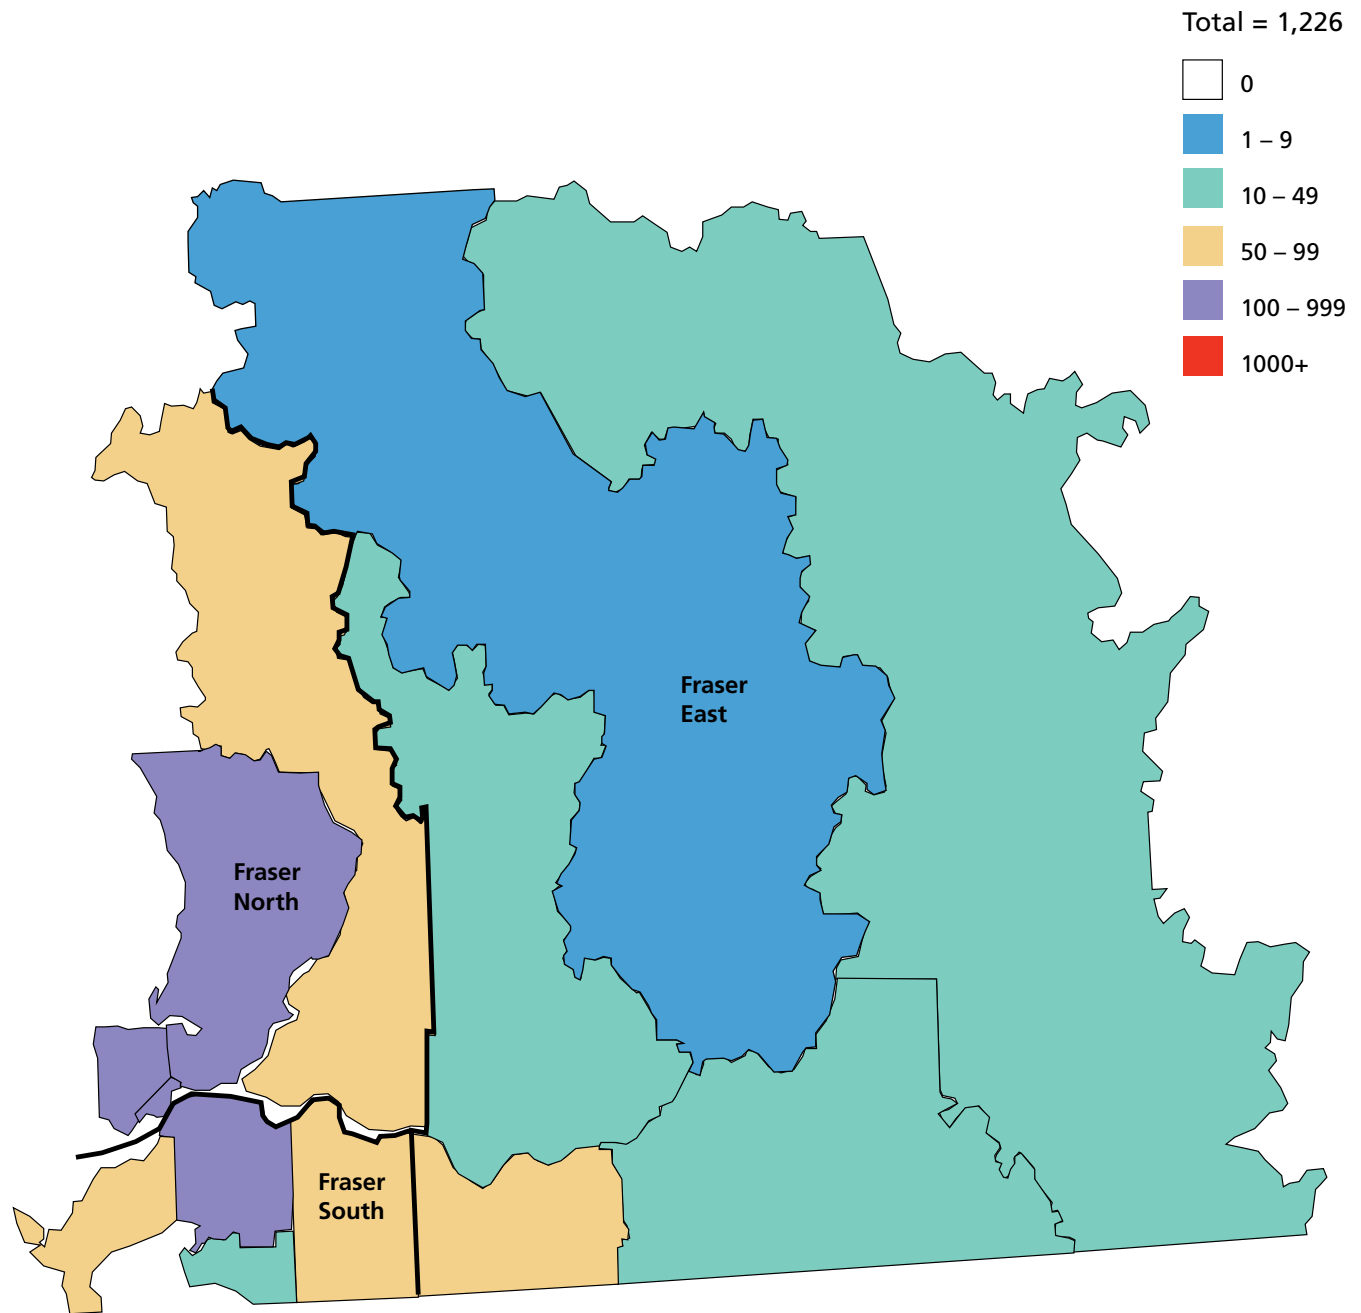 Total = 1,226
0
1 – 9
10 – 49
50 – 99
100 – 999
1000+
Fraser
East
Fraser
North
Fraser
South